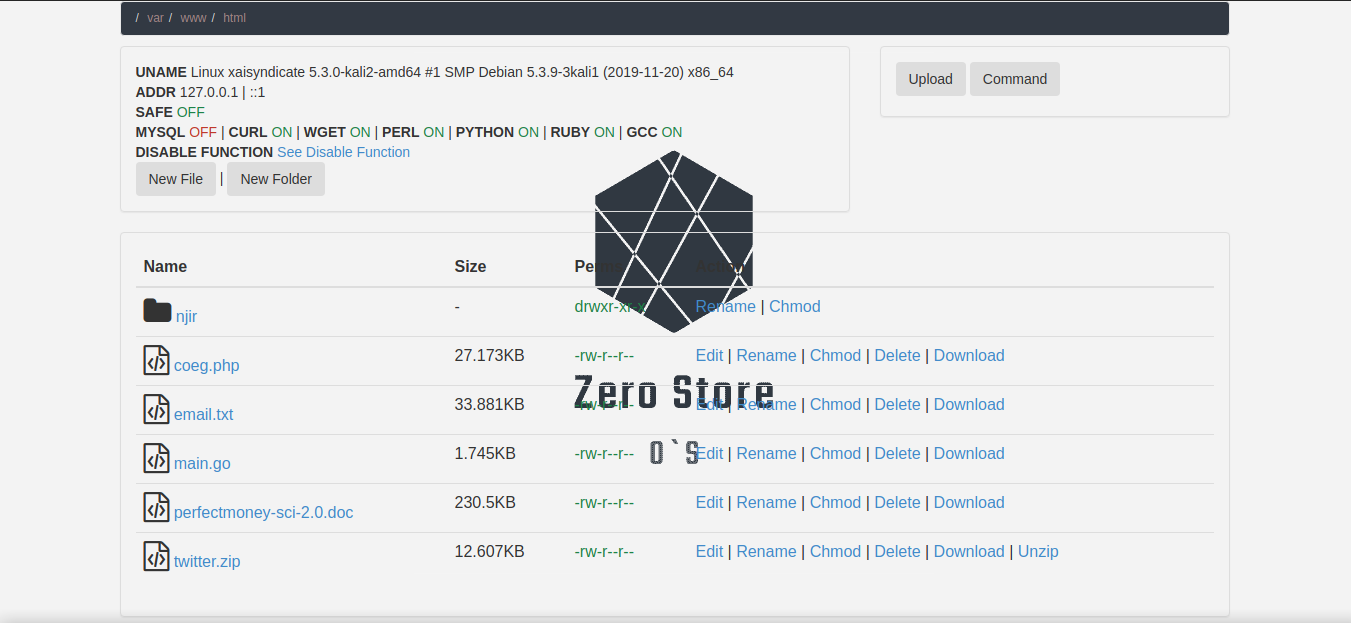 / var / www / html
UNAME Linux xaisyndicate 5.3.0-kali2-amd64 #1 SMP Debian 5.3.9-3kali1 (2019-11-20) x86_64
ADDR 127.0.0.1 | ::1
SAFE OFF
MYSQL OFF | CURL ON | WGET ON | PERL ON | PYTHON ON | RUBY ON | GCC ON
DISABLE FUNCTION See Disable Function
New File | New Folder
Upload Command
Name Size
njir - drwxr-xr-x Rename | Chmod
coeg.php 27.173KB -rw-r--r-- Edit | Rename | Chmod | Delete | Download
Zero Store
email.txt 33.881KB -rw-r--r-- Edit | Rename | Chmod | Delete | Download
O`S
main.go 1.745KB -rw-r--r-- Edit | Rename | Chmod | Delete | Download
perfectmoney-sci-2.0.doc 230.5KB -rw-r--r-- Edit | Rename | Chmod | Delete | Download
twitter.zip 12.607KB -rw-r--r-- Edit | Rename | Chmod | Delete | Download | Unzip